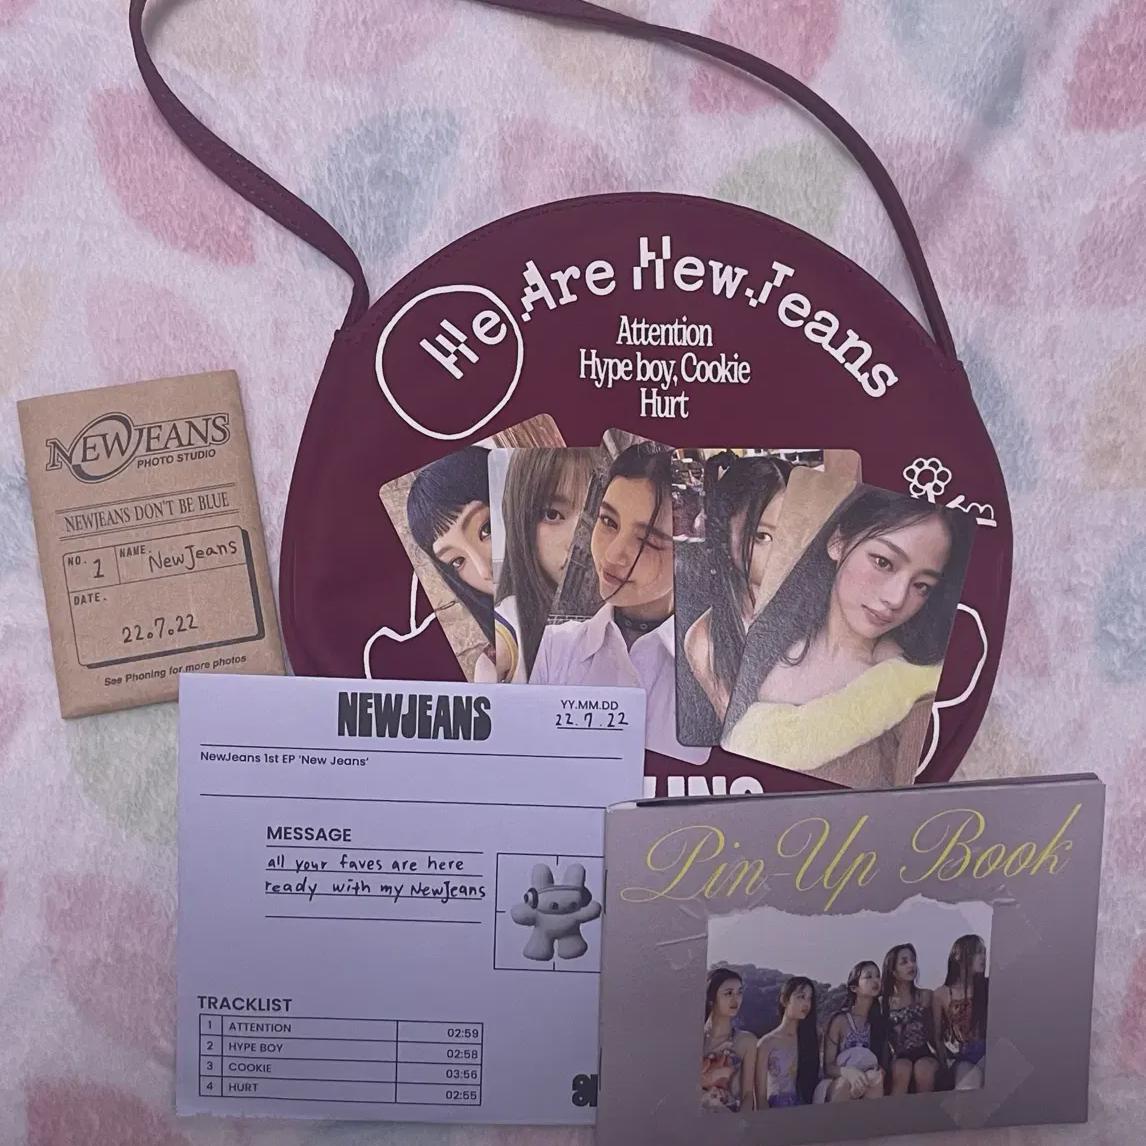 We Are NewJeans
Attention
Hype boy, Cookie
Hurt
NEWJEANS
PHOTO STUDIO
NEWJEANS DON'T BE BLUE
NO. 1
NAME. NewJeans
DATE.
22.7.22
See Phoning for more photos
NEWJEANS
YY.MM.DD
22.7.22
NewJeans 1st EP 'New Jeans'
MESSAGE
all your faves are here
ready with my NewJeans
TRACKLIST
1 ATTENTION 02:59
2 HYPE BOY 02:58
3 COOKIE 03:56
4 HURT 02:55
Pin-Up Book